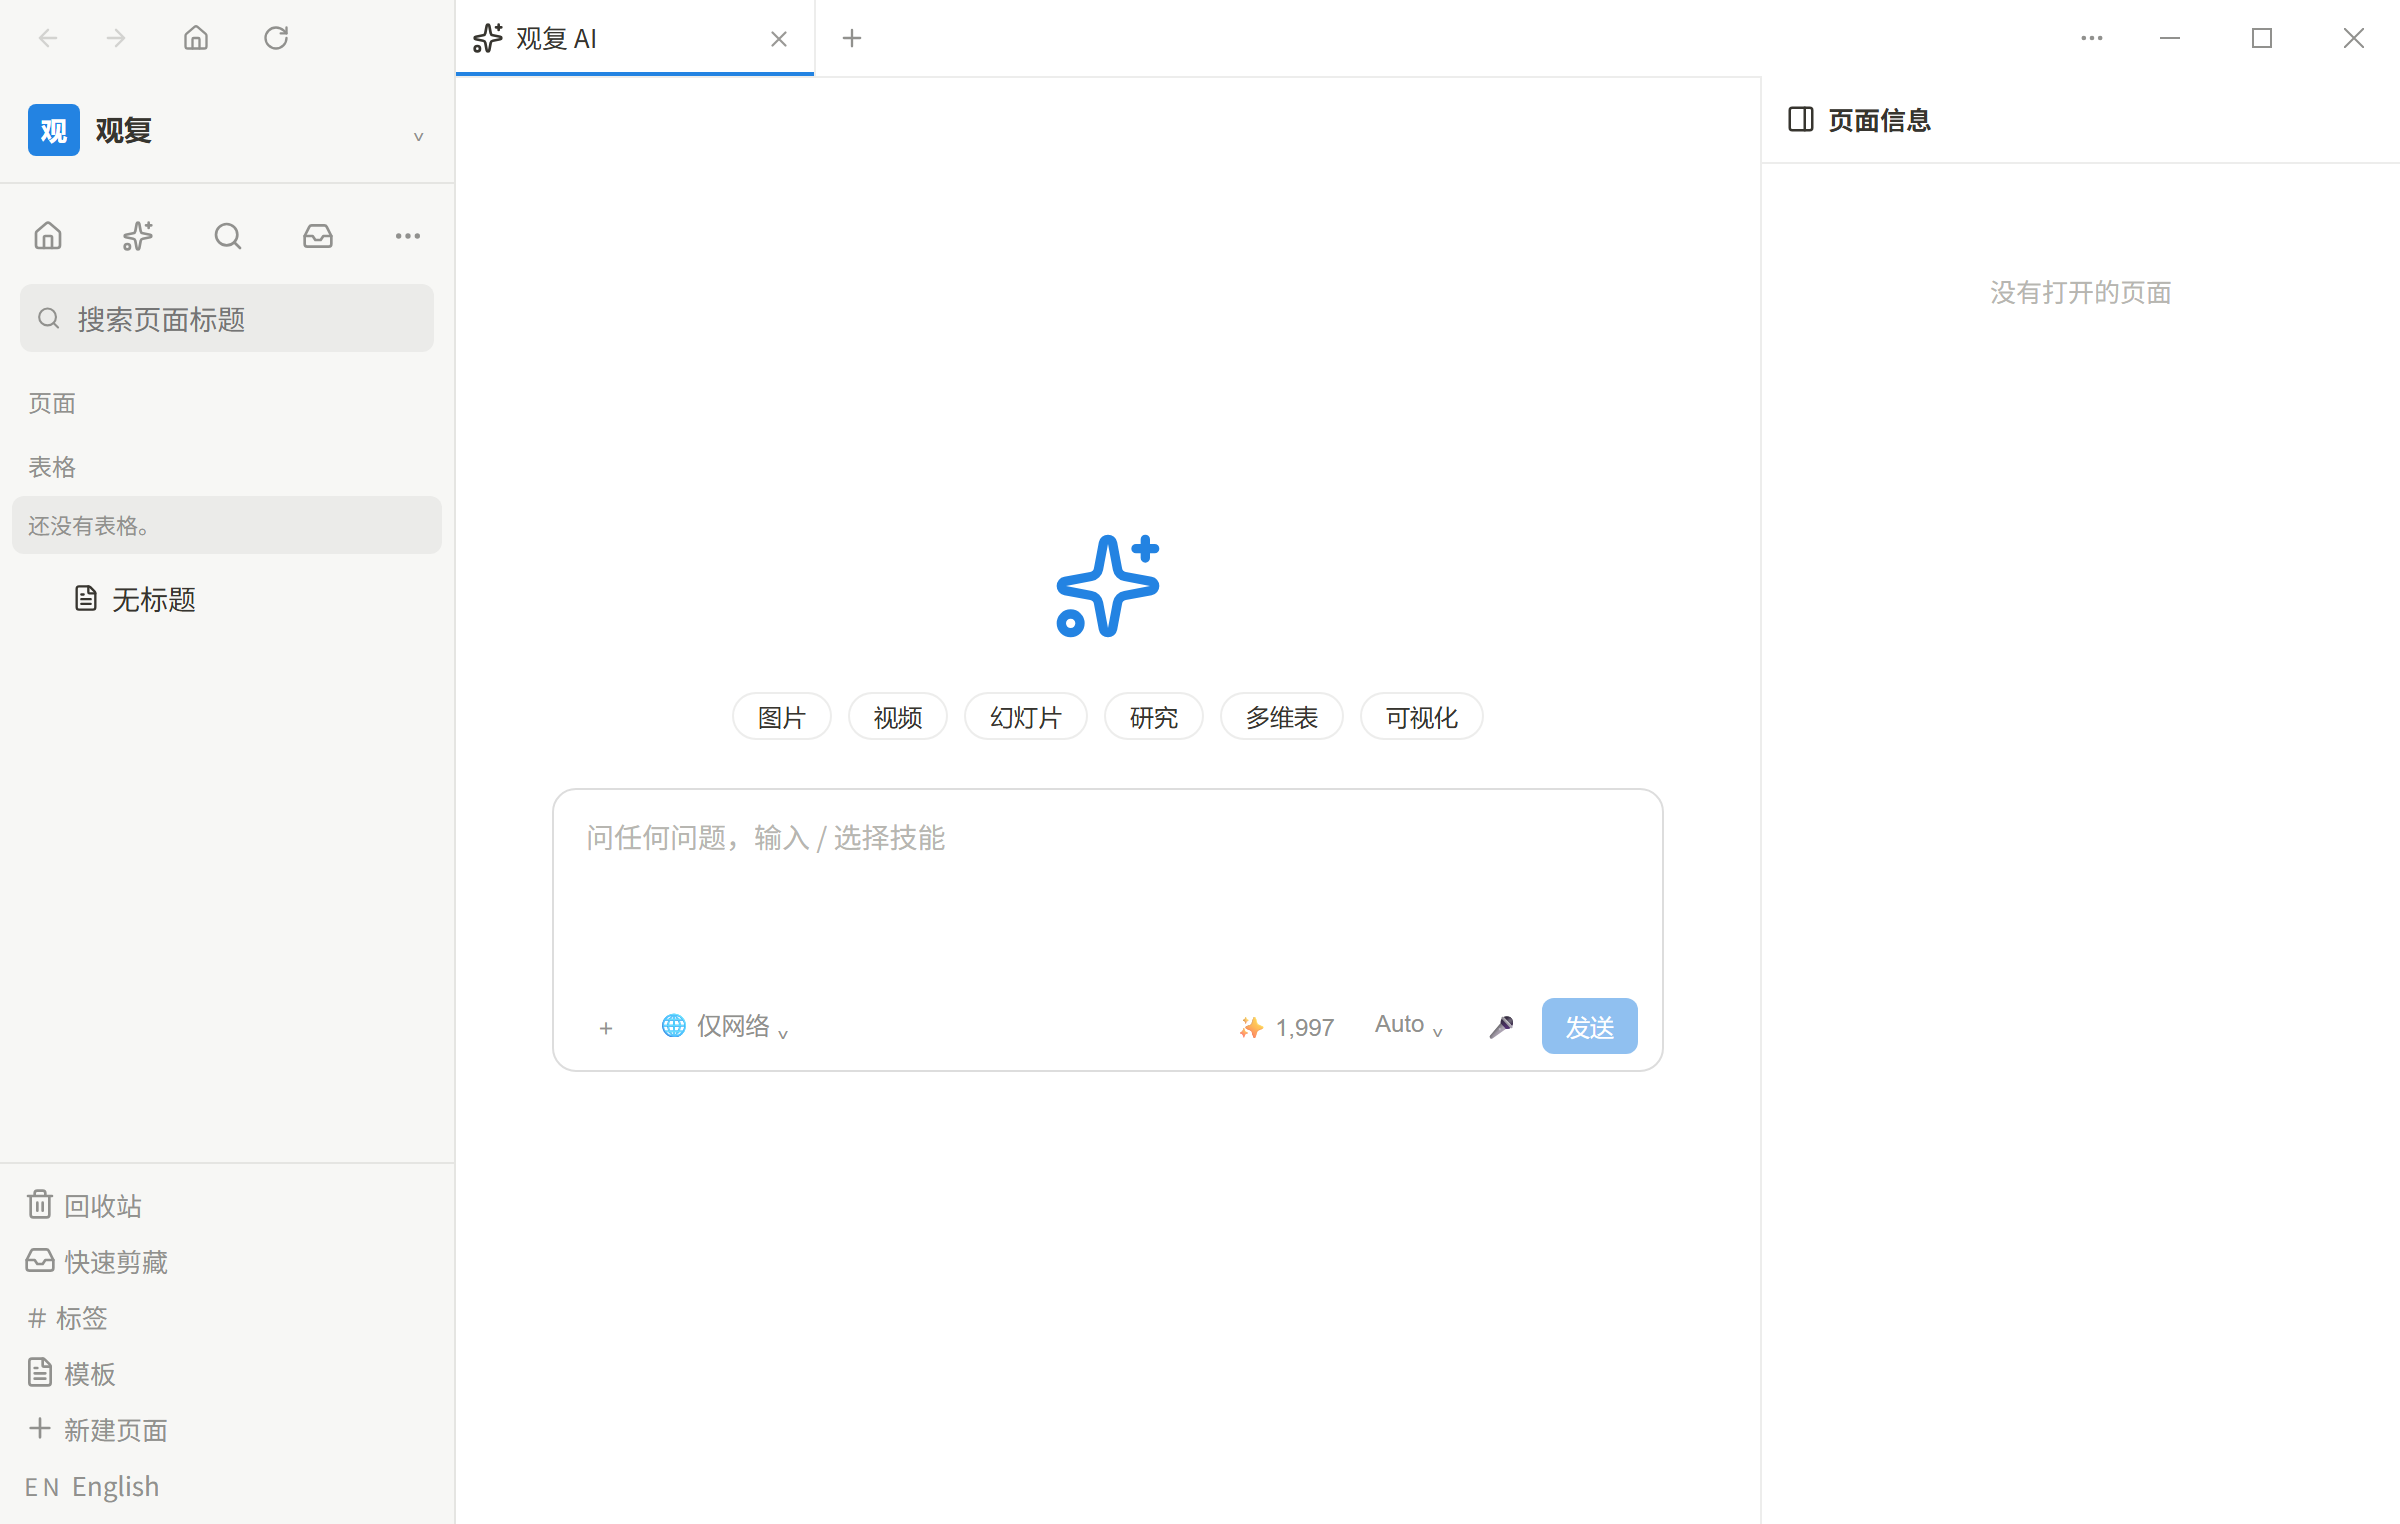 观复 AI
观 观复
搜索页面标题
页面
表格
还没有表格。
无标题
回收站
快速剪藏
# 标签
模板
新建页面
EN English
图片 视频 幻灯片 研究 多维表 可视化
问任何问题，输入 / 选择技能
+ 仅网络 1,997 Auto 发送
页面信息
没有打开的页面